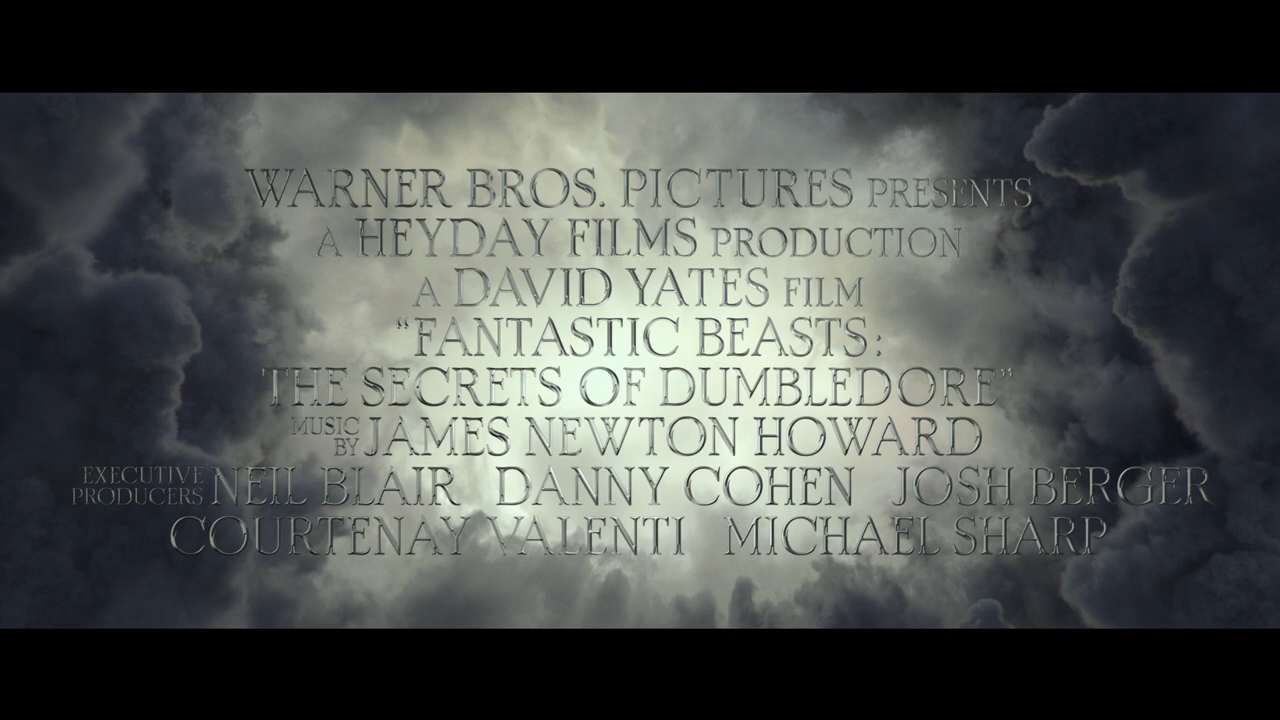 WARNER BROS. PICTURES PRESENTS
A HEYDAY FILMS PRODUCTION
A DAVID YATES FILM
“FANTASTIC BEASTS:
THE SECRETS OF DUMBLEDORE”
MUSIC BY JAMES NEWTON HOWARD
EXECUTIVE PRODUCERS NEIL BLAIR DANNY COHEN JOSH BERGER
COURTENAY VALENTI MICHAEL SHARP